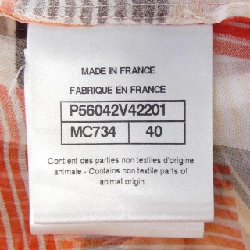 MADE IN FRANCE
FABRIQUE EN FRANCE
P56042V42201
MC734 40
Contient des parties non textiles d'origine
animale - Contains non textile parts of
animal origin